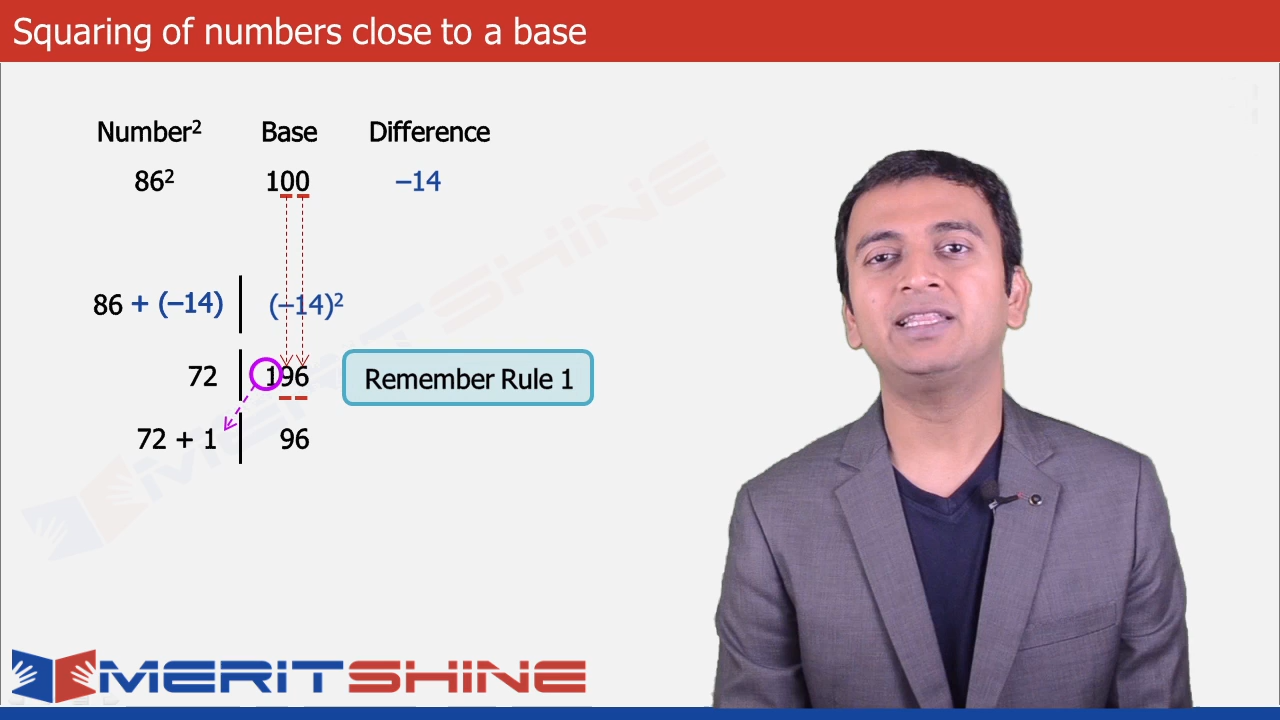 Squaring of numbers close to a base
Number² Base Difference
86² 100 –14
86 + (–14) (–14)²
72 196 Remember Rule 1
72 + 1 96
MERITSHINE
MERITSHINE